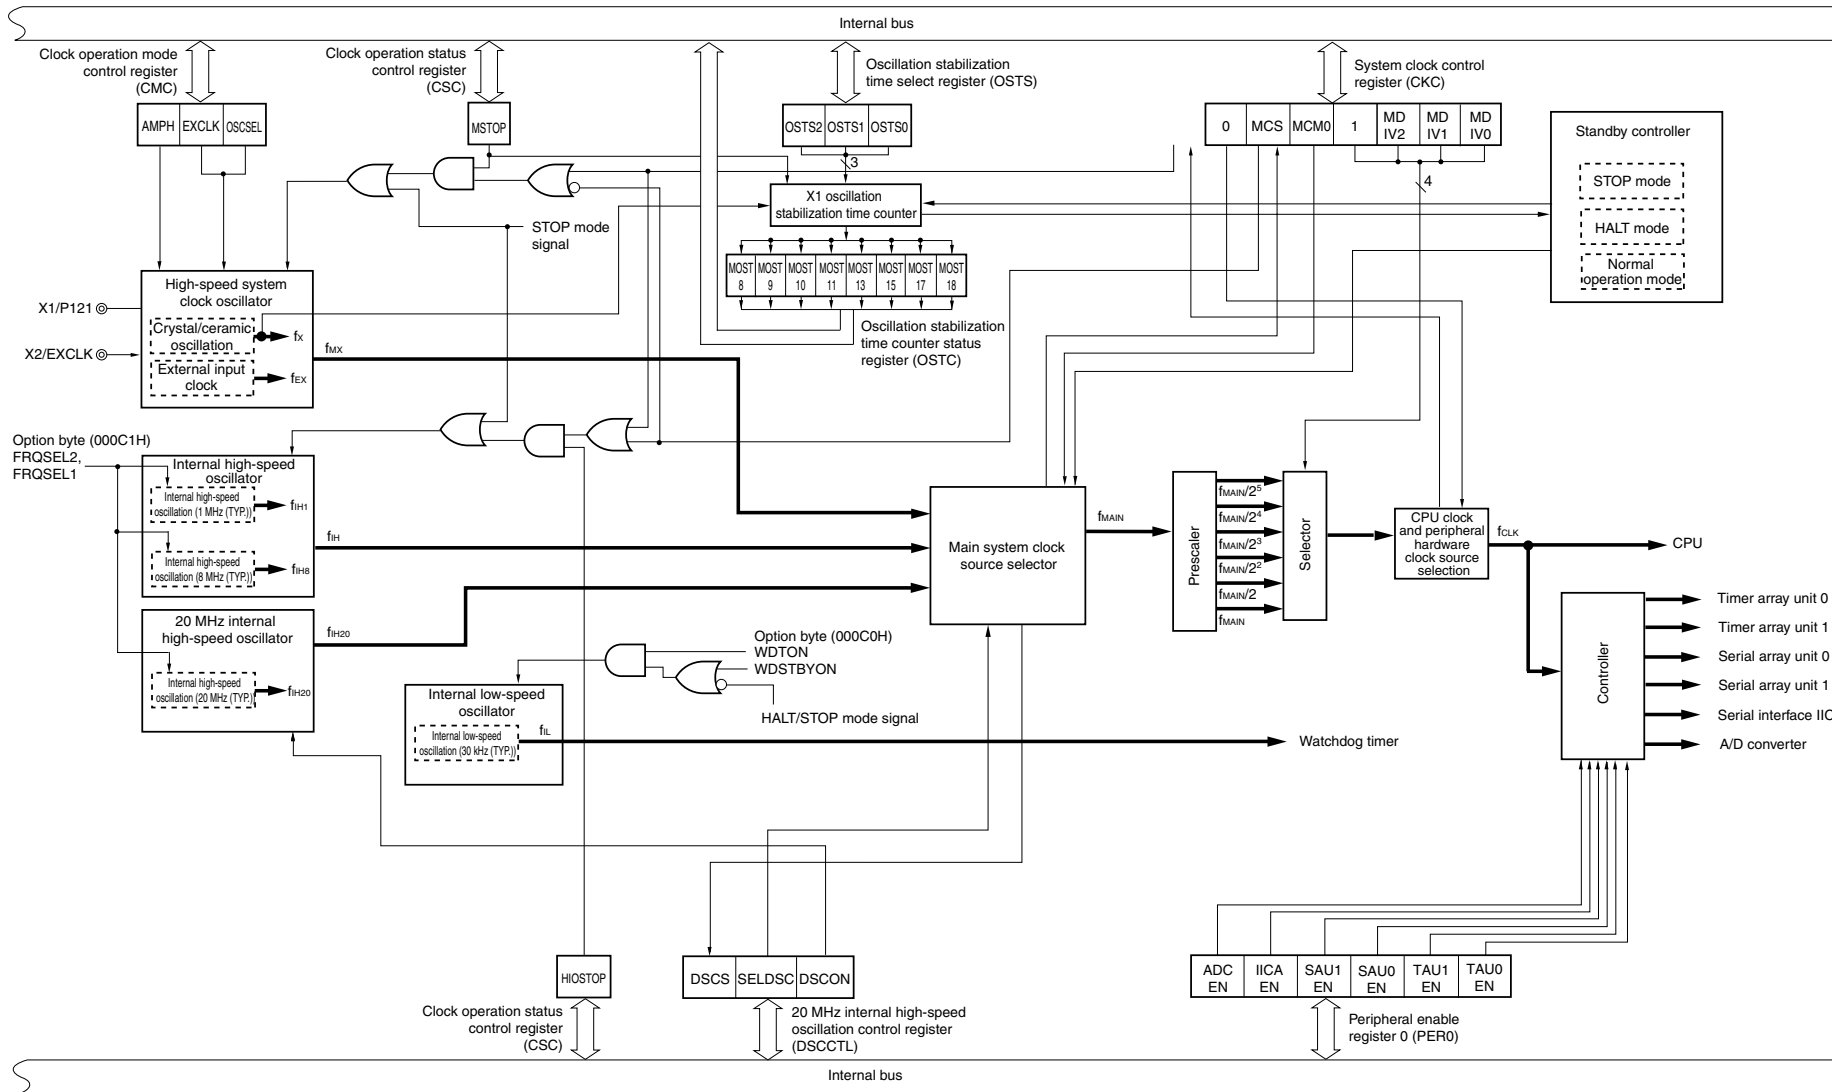 Internal bus
Clock operation mode
control register
(CMC)
Clock operation status
control register
(CSC)
Oscillation stabilization
time select register (OSTS)
System clock control
register (CKC)
AMPH EXCLK OSCSEL
MSTOP
OSTS2 OSTS1 OSTS0
0 MCS MCM0 1 MD IV2 MD IV1 MD IV0
Standby controller
STOP mode
HALT mode
Normal
operation mode
3
4
X1 oscillation
stabilization time counter
STOP mode
signal
MOST MOST MOST MOST MOST MOST MOST MOST
8 9 10 11 13 15 17 18
Oscillation stabilization
time counter status
register (OSTC)
High-speed system
clock oscillator
X1/P121
X2/EXCLK
Crystal/ceramic
oscillation
fX
External input
clock
fEX
fMX
Option byte (000C1H)
FRQSEL2,
FRQSEL1
Internal high-speed
oscillator
Internal high-speed
oscillation (1 MHz (TYP.))
fIH1
fIH
Internal high-speed
oscillation (8 MHz (TYP.))
fIH8
20 MHz internal
high-speed oscillator
fIH20
Internal high-speed
oscillation (20 MHz (TYP.)
fIH20
Main system clock
source selector
fMAIN
Prescaler
fMAIN/2⁵
fMAIN/2⁴
fMAIN/2³
fMAIN/2²
fMAIN/2
fMAIN
Selector
CPU clock
and peripheral
hardware
clock source
selection
fCLK
CPU
Controller
Timer array unit 0
Timer array unit 1
Serial array unit 0
Serial array unit 1
Serial interface IIC
A/D converter
Option byte (000C0H)
WDTON
WDSTBYON
HALT/STOP mode signal
Internal low-speed
oscillator
Internal low-speed
oscillation (30 kHz (TYP.))
fIL
Watchdog timer
HIOSTOP
DSCS SELDSC DSCON
ADC EN IICA EN SAU1 EN SAU0 EN TAU1 EN TAU0 EN
Clock operation status
control register
(CSC)
20 MHz internal high-speed
oscillation control register
(DSCCTL)
Peripheral enable
register 0 (PER0)
Internal bus